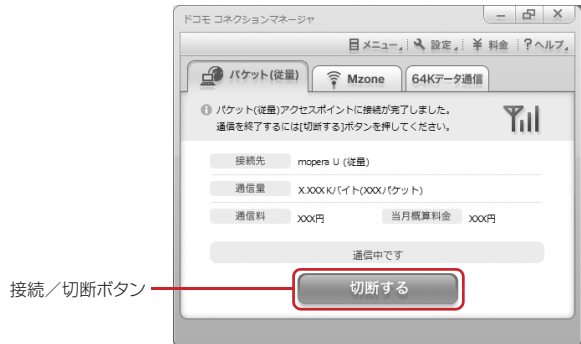 ドコモ コネクションマネージャ
メニュー 設定 ¥ 料金 ?ヘルプ
パケット(従量) Mzone 64Kデータ通信
パケット(従量)アクセスポイントに接続が完了しました。
通信を終了するには[切断する]ボタンを押してください。
接続先 mopera U (従量)
通信量 X.XXX Kバイト(XXXパケット)
通信料 XXX円 当月概算料金 XXX円
通信中です
接続／切断ボタン 切断する